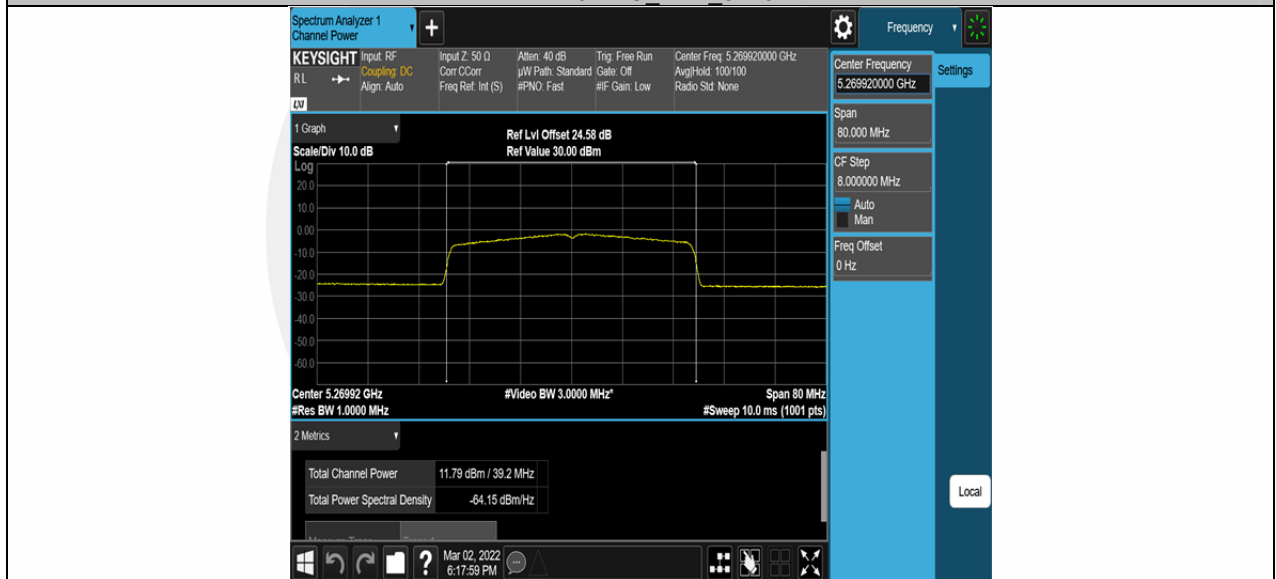 Spectrum Analyzer 1
Channel Power
+
Frequency
KEYSIGHT
RL
LXI
Input: RF
Coupling: DC
Align: Auto
Input Z: 50 Ω
Corr CCorr
Freq Ref: Int (S)
Atten: 40 dB
µW Path: Standard
#PNO: Fast
Trig: Free Run
Gate: Off
#IF Gain: Low
Center Freq: 5.269920000 GHz
Avg|Hold: 100/100
Radio Std: None
1 Graph
Scale/Div 10.0 dB
Ref Lvl Offset 24.58 dB
Ref Value 30.00 dBm
Log
20.0
10.0
0.00
-10.0
-20.0
-30.0
-40.0
-50.0
-60.0
Center 5.26992 GHz
#Res BW 1.0000 MHz
#Video BW 3.0000 MHz*
Span 80 MHz
#Sweep 10.0 ms (1001 pts)
2 Metrics
Total Channel Power 11.79 dBm / 39.2 MHz
Total Power Spectral Density -64.15 dBm/Hz
Center Frequency
5.269920000 GHz
Span
80.000 MHz
CF Step
8.000000 MHz
Auto
Man
Freq Offset
0 Hz
Settings
Local
?
Mar 02, 2022
6:17:59 PM